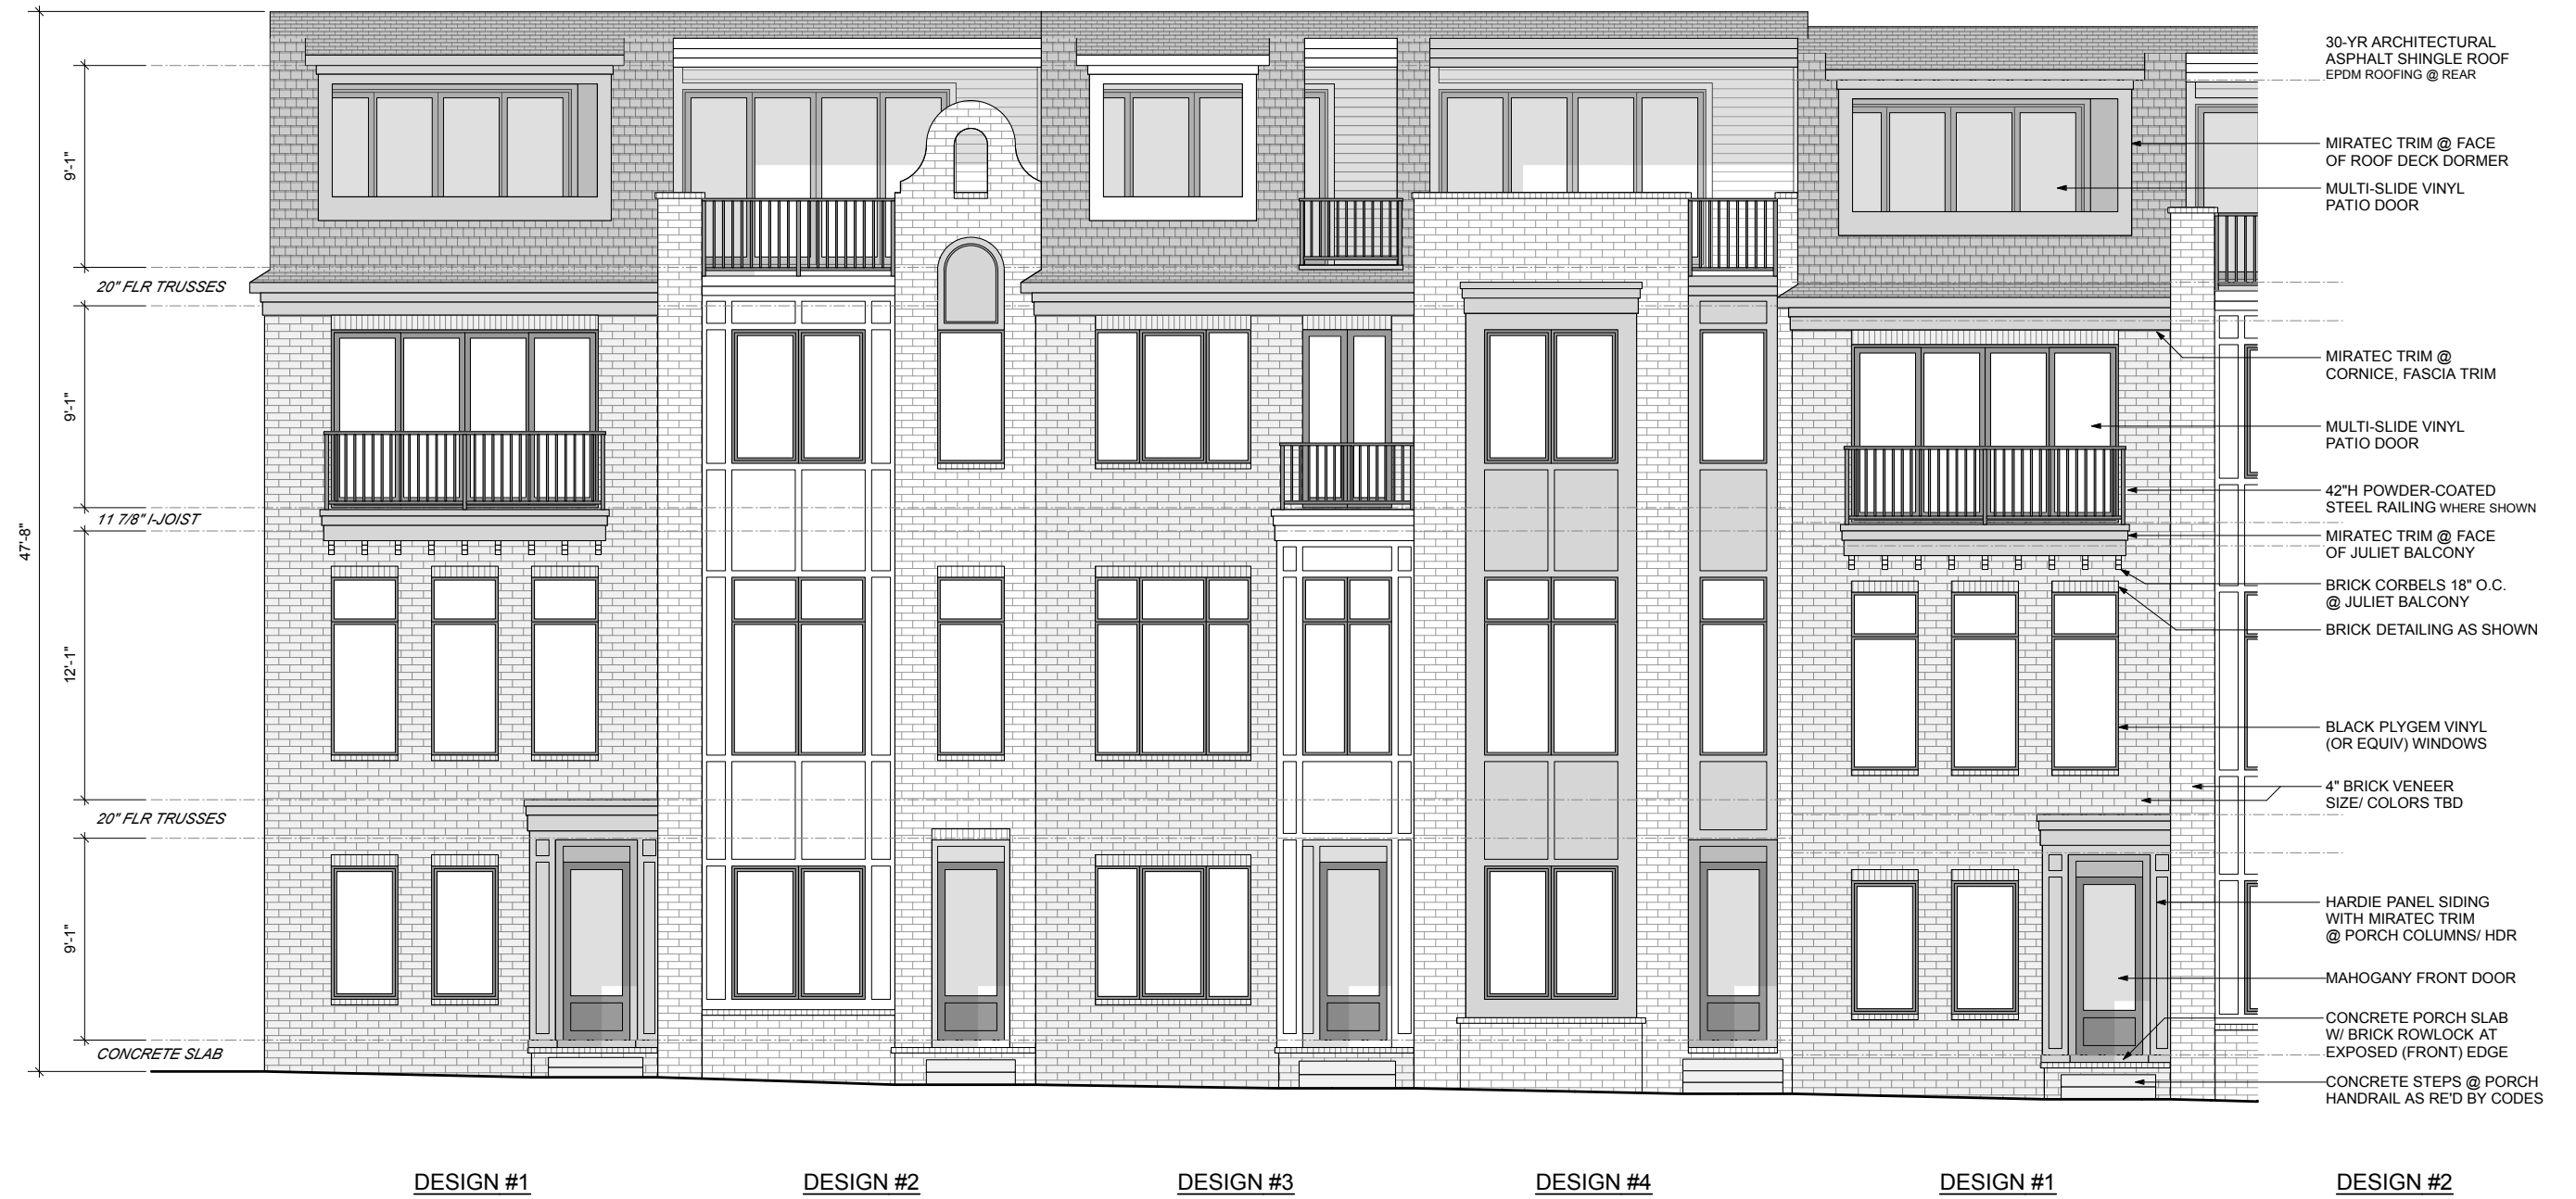 30-YR ARCHITECTURAL
ASPHALT SHINGLE ROOF
EPDM ROOFING @ REAR
MIRATEC TRIM @ FACE
OF ROOF DECK DORMER
MULTI-SLIDE VINYL
PATIO DOOR
MIRATEC TRIM @
CORNICE, FASCIA TRIM
MULTI-SLIDE VINYL
PATIO DOOR
42"H POWDER-COATED
STEEL RAILING WHERE SHOWN
MIRATEC TRIM @ FACE
OF JULIET BALCONY
BRICK CORBELS 18" O.C.
@ JULIET BALCONY
BRICK DETAILING AS SHOWN
BLACK PLYGEM VINYL
(OR EQUIV) WINDOWS
4" BRICK VENEER
SIZE/ COLORS TBD
HARDIE PANEL SIDING
WITH MIRATEC TRIM
@ PORCH COLUMNS/ HDR
MAHOGANY FRONT DOOR
CONCRETE PORCH SLAB
W/ BRICK ROWLOCK AT
EXPOSED (FRONT) EDGE
CONCRETE STEPS @ PORCH
HANDRAIL AS RE'D BY CODES
47'-8"
9'-1"
20" FLR TRUSSES
9'-1"
11 7/8" I-JOIST
12'-1"
20" FLR TRUSSES
9'-1"
CONCRETE SLAB
DESIGN #1
DESIGN #2
DESIGN #3
DESIGN #4
DESIGN #1
DESIGN #2